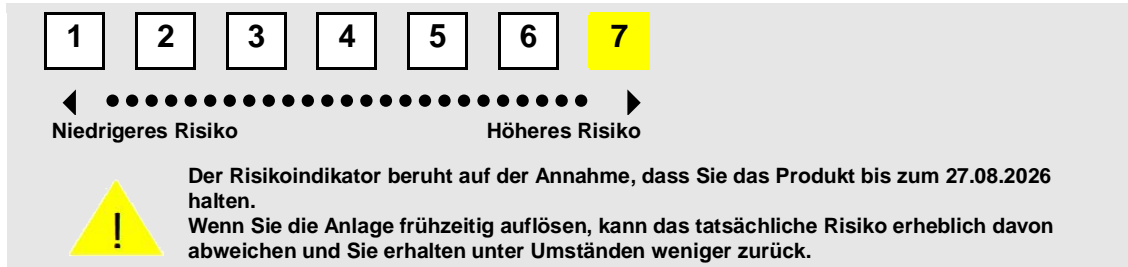 1 2 3 4 5 6 7
Niedrigeres Risiko Höheres Risiko
Der Risikoindikator beruht auf der Annahme, dass Sie das Produkt bis zum 27.08.2026
halten.
Wenn Sie die Anlage frühzeitig auflösen, kann das tatsächliche Risiko erheblich davon
abweichen und Sie erhalten unter Umständen weniger zurück.
!